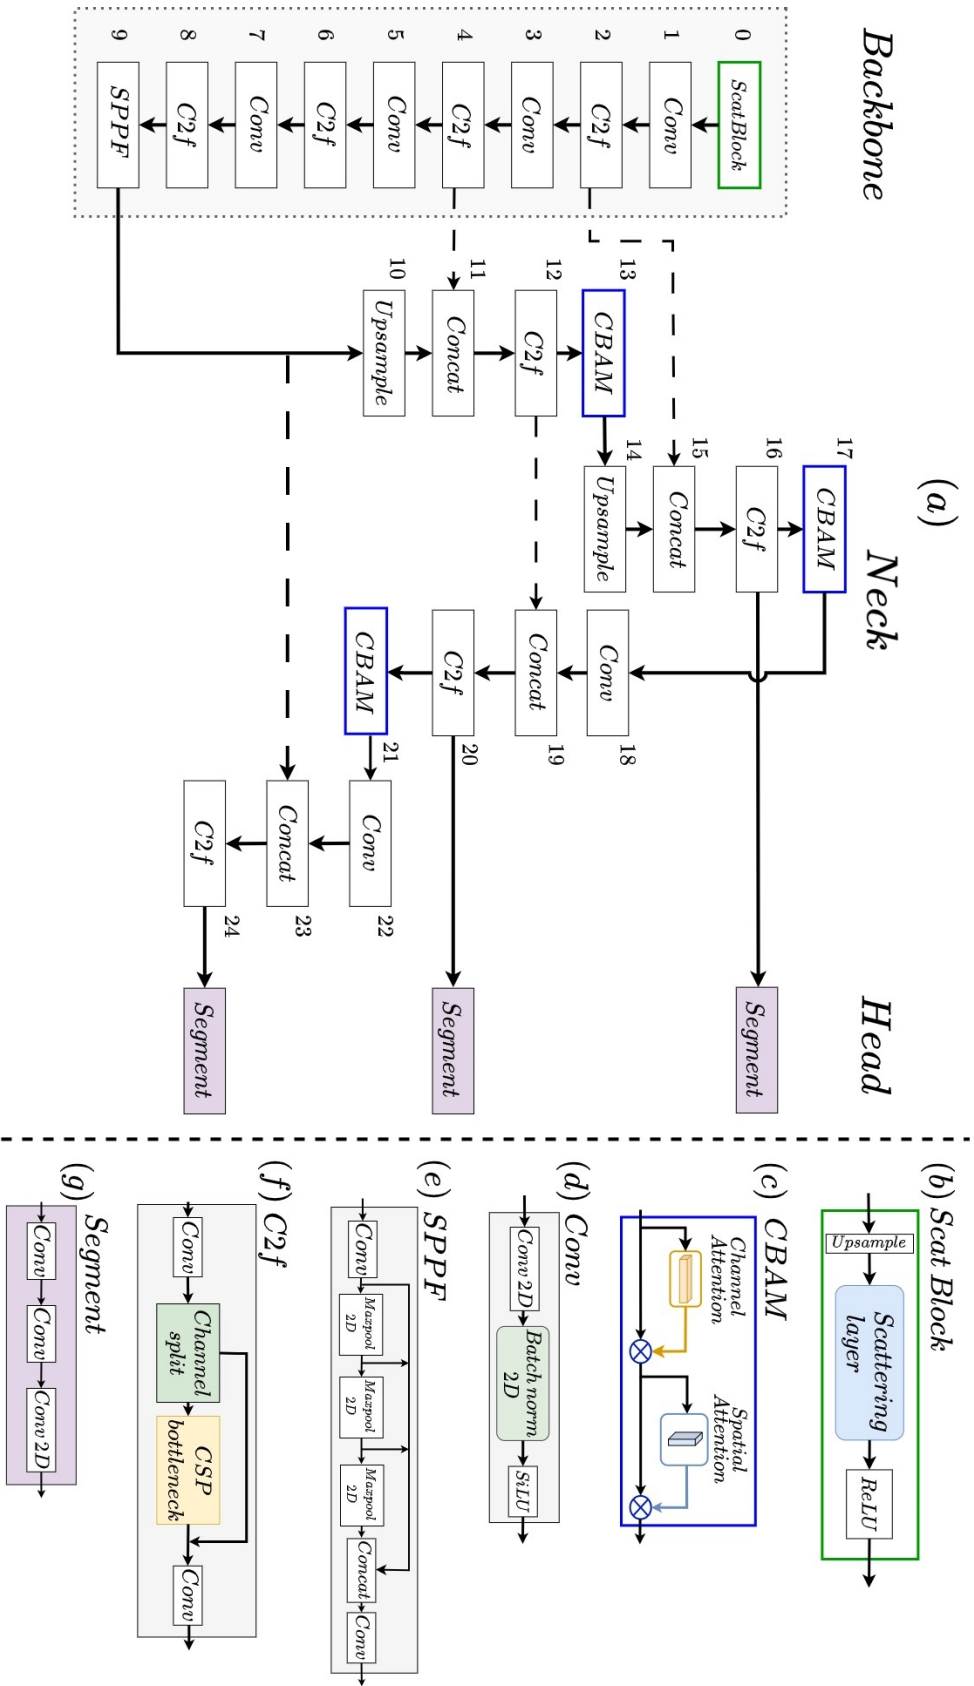 (a)
Backbone
Neck
Head
0
ScatBlock
1
Conv
2
C2f
3
Conv
4
C2f
5
Conv
6
C2f
7
Conv
8
C2f
9
SPPF
10
Upsample
11
Concat
12
C2f
13
CBAM
14
Upsample
15
Concat
16
C2f
17
CBAM
18
Conv
19
Concat
20
C2f
21
CBAM
22
Conv
23
Concat
24
C2f
Segment
Segment
Segment
(b) Scat Block
Upsample
Scattering
layer
ReLU
(c) CBAM
Channel
Attention
Spatial
Attention
(d) Conv
Conv 2D
Batch norm
2D
SiLU
(e) SPPF
Conv
Maxpool
2D
Maxpool
2D
Maxpool
2D
Concat
Conv
(f) C2f
Conv
Channel
split
CSP
bottleneck
Conv
(g) Segment
Conv
Conv
Conv 2D